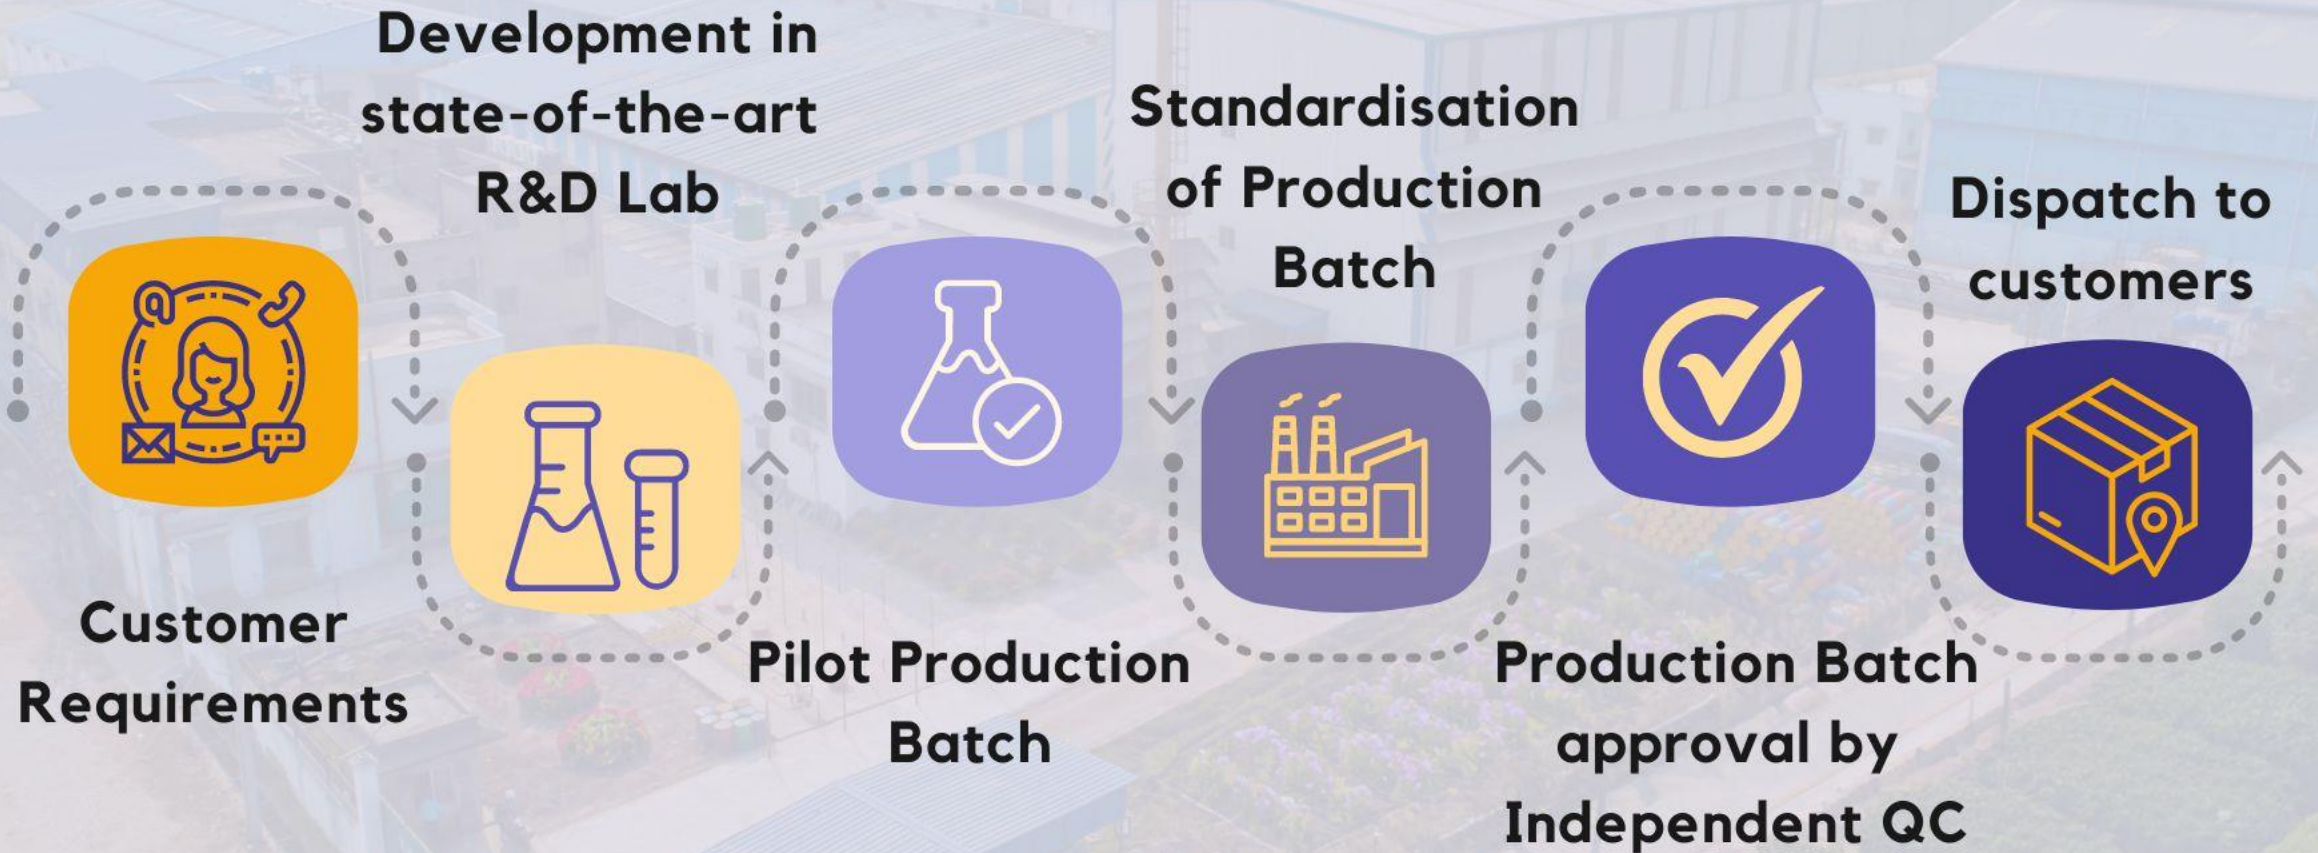 Customer
Requirements
Development in
state-of-the-art
R&D Lab
Pilot Production
Batch
Standardisation
of Production
Batch
Production Batch
approval by
Independent QC
Dispatch to
customers